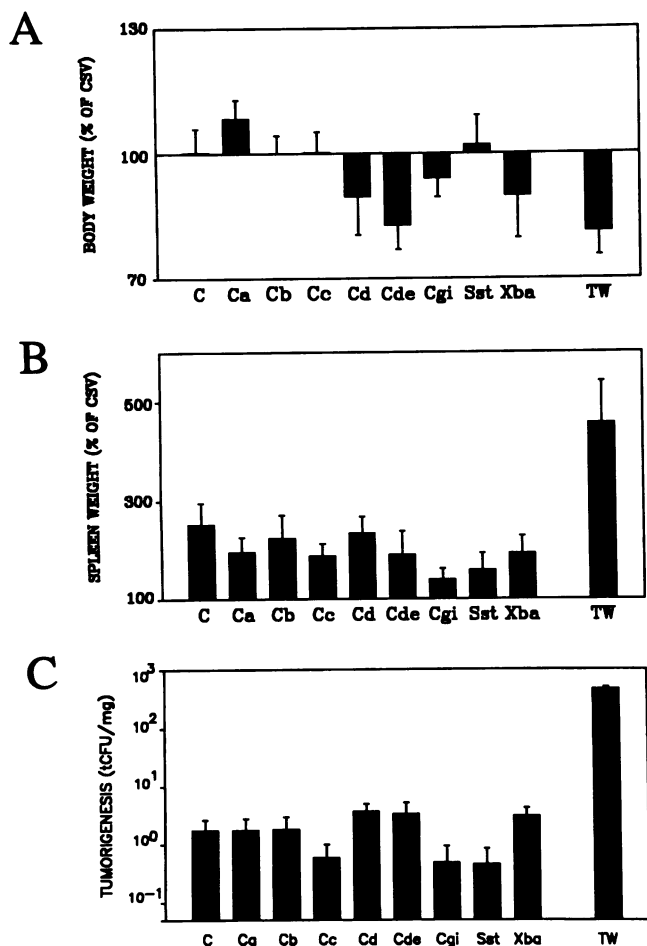 A
BODY WEIGHT (% OF CSV)
130
100
70
C Ca Cb Cc Cd Cde Cgi Sst Xba TW
B
SPLEEN WEIGHT (% OF CSV)
500
300
100
C Ca Cb Cc Cd Cde Cgi Sst Xba TW
C
TUMORIGENESIS (tCFU/mg)
10³
10²
10¹
10⁰
10⁻¹
C Ca Cb Cc Cd Cde Cgi Sst Xba TW